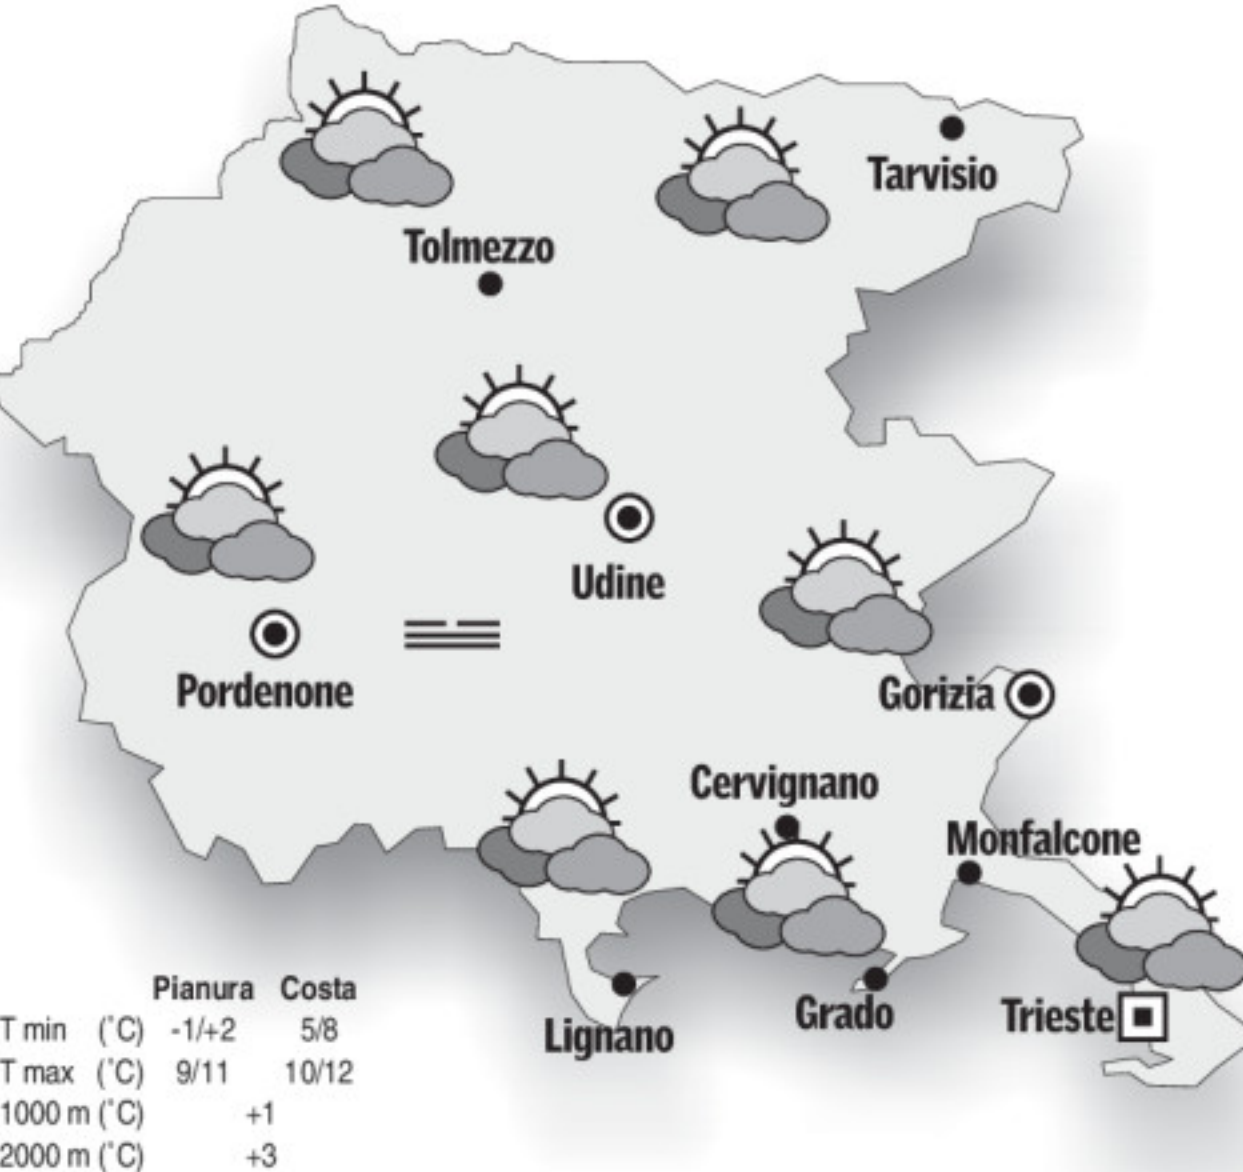 Tarvisio
Tolmezzo
Udine
Pordenone
Gorizia
Cervignano
Monfalcone
Grado
Trieste
Lignano
Pianura Costa
T min (°C) -1/+2 5/8
T max (°C) 9/11 10/12
1000 m (°C) +1
2000 m (°C) +3